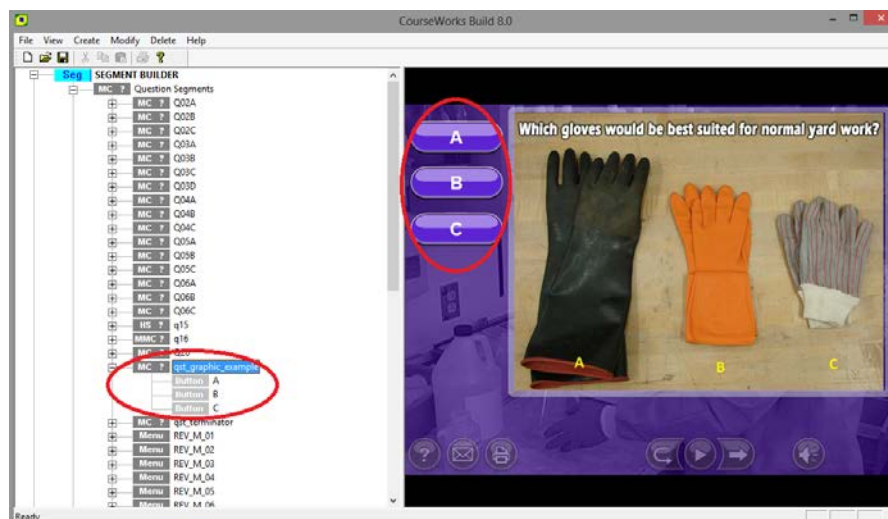 CourseWorks Build 8.0
File View Create Modify Delete Help
Seg SEGMENT BUILDER
MC ? Question Segments
MC ? Q02A
MC ? Q02B
MC ? Q02C
MC ? Q03A
MC ? Q03B
MC ? Q03C
MC ? Q03D
MC ? Q04A
MC ? Q04B
MC ? Q04C
MC ? Q05A
MC ? Q05B
MC ? Q05C
MC ? Q06A
MC ? Q06B
MC ? Q06C
HS ? q15
MMC ? q16
MC ? Q20
MC ? qst_graphic_example
Button A
Button B
Button C
MC ? qst_terminator
Menu REV_M_01
Menu REV_M_02
Menu REV_M_03
Menu REV_M_04
Menu REV_M_05
Menu REV_M_06
Ready
A
B
C
Which gloves would be best suited for normal yard work?
A B C
?